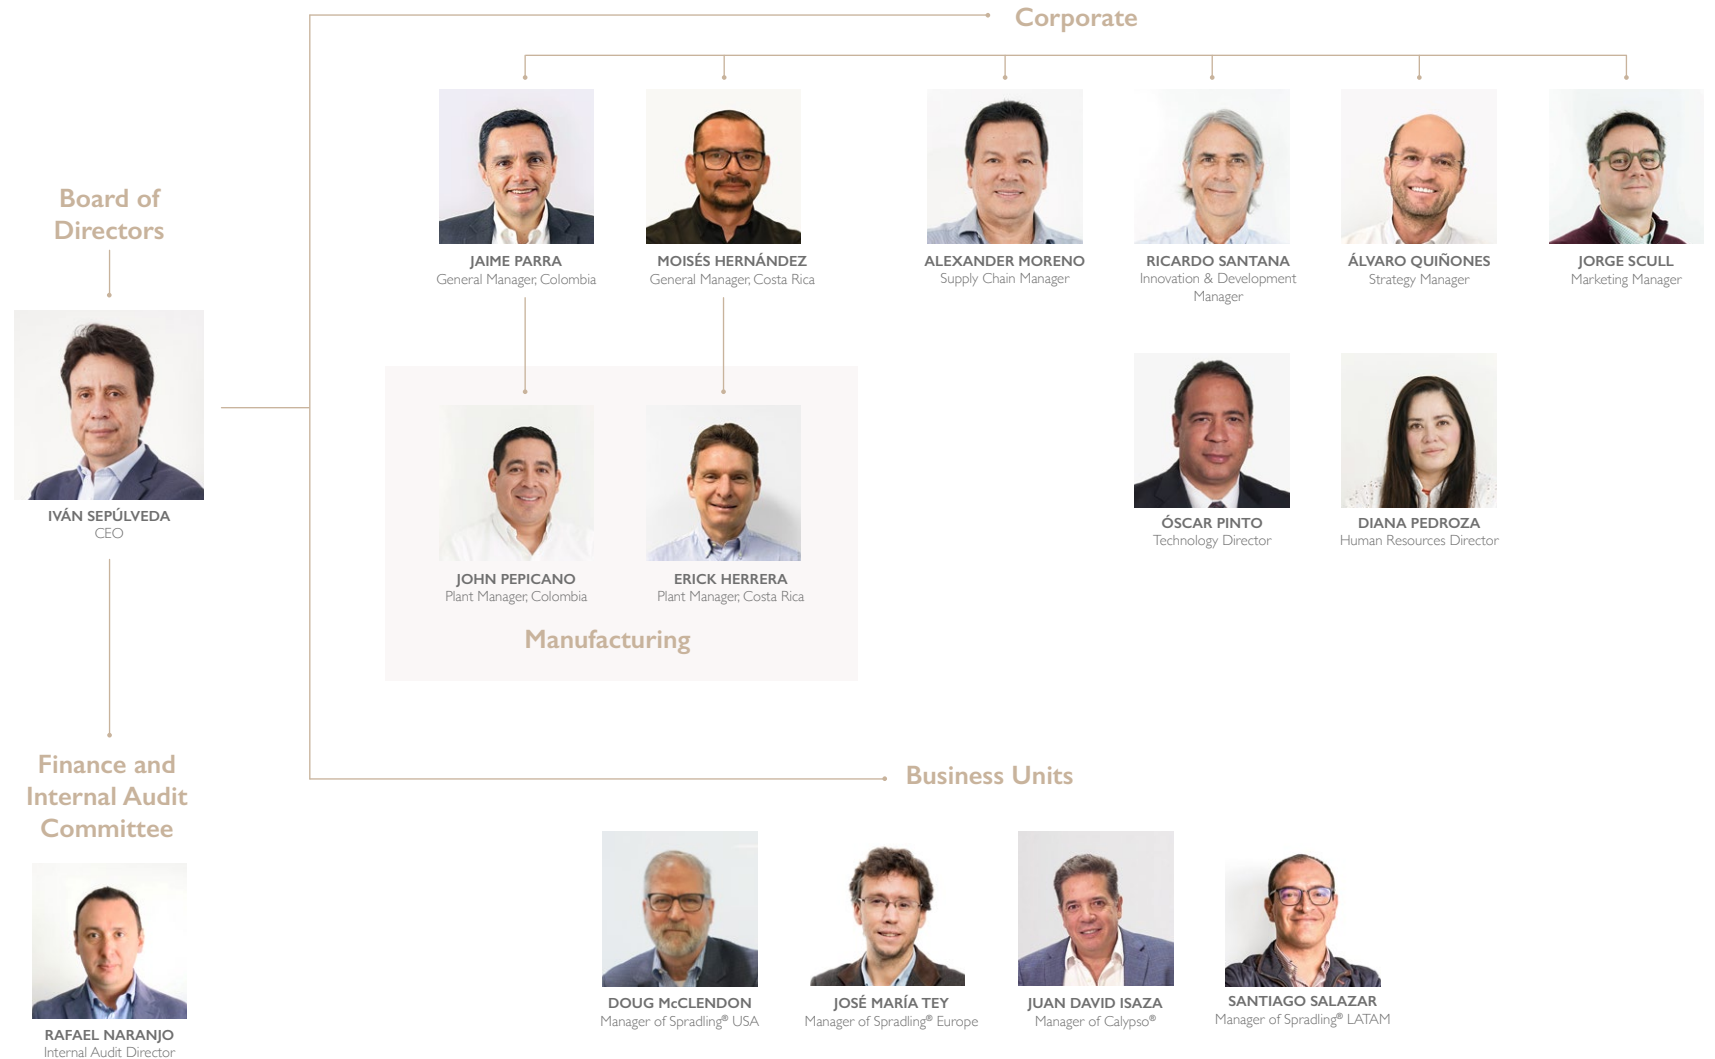 Corporate
Board of
Directors
JAIME PARRA
General Manager, Colombia
MOISÉS HERNÁNDEZ
General Manager, Costa Rica
ALEXANDER MORENO
Supply Chain Manager
RICARDO SANTANA
Innovation & Development
Manager
ÁLVARO QUIÑONES
Strategy Manager
JORGE SCULL
Marketing Manager
IVÁN SEPÚLVEDA
CEO
ÓSCAR PINTO
Technology Director
DIANA PEDROZA
Human Resources Director
JOHN PEPICANO
Plant Manager, Colombia
ERICK HERRERA
Plant Manager, Costa Rica
Manufacturing
Finance and
Internal Audit
Committee
RAFAEL NARANJO
Internal Audit Director
Business Units
DOUG McCLENDON
Manager of Spradling® USA
JOSÉ MARÍA TEY
Manager of Spradling® Europe
JUAN DAVID ISAZA
Manager of Calypso®
SANTIAGO SALAZAR
Manager of Spradling® LATAM